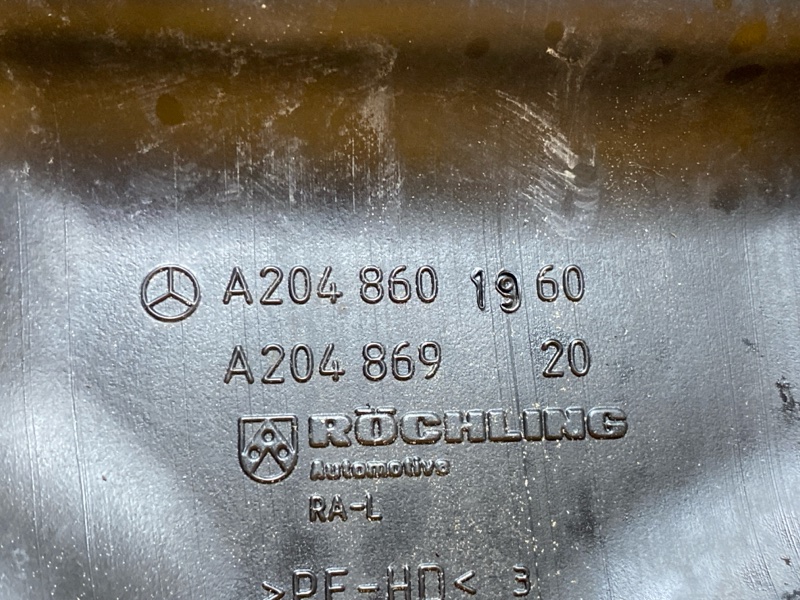 A204 860 19 60
A204 869 20
RÖCHLING
Automotive
RA-L
>PE-HD< 3